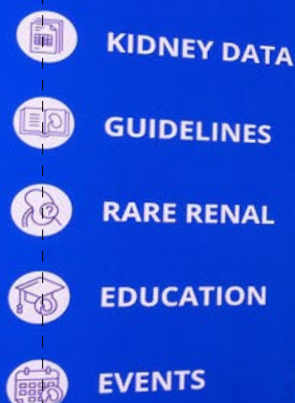 KIDNEY DATA
GUIDELINES
RARE RENAL
EDUCATION
EVENTS